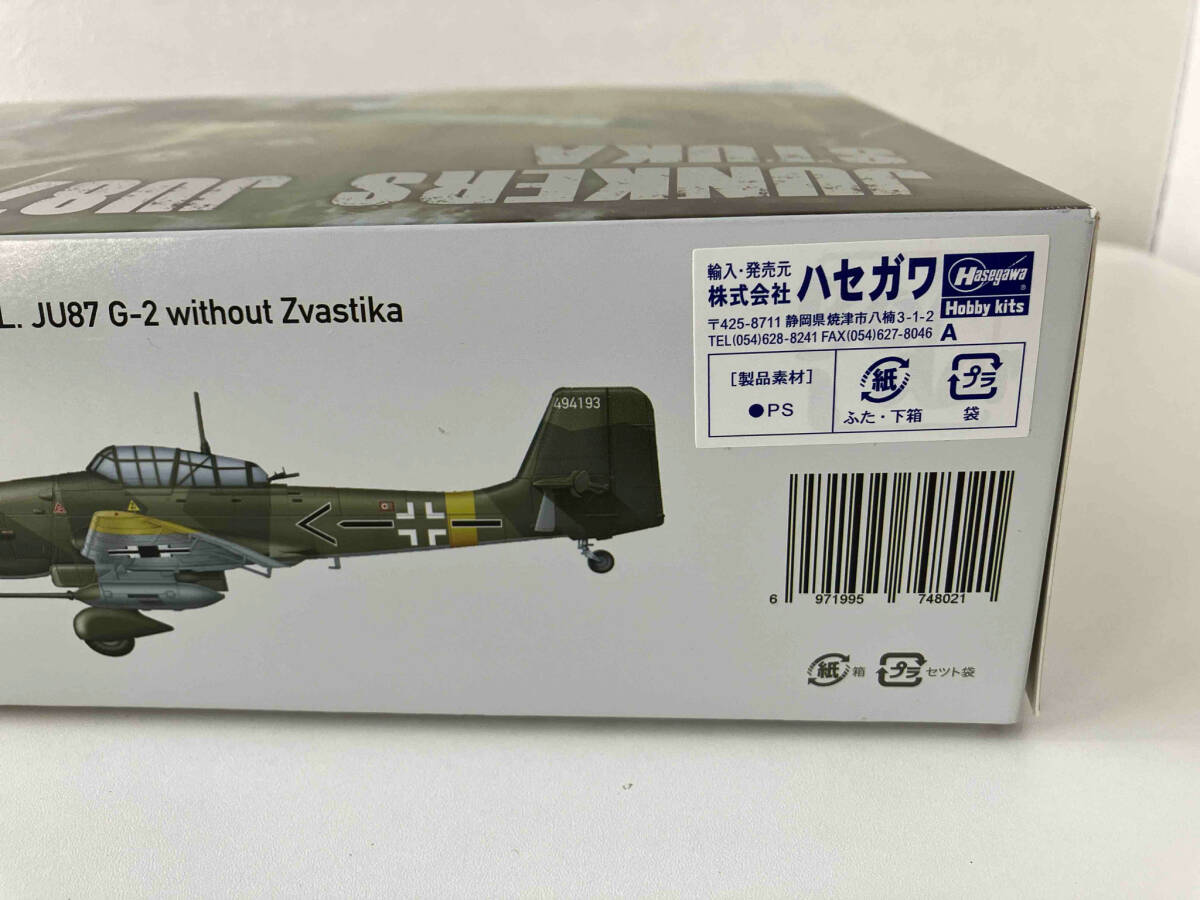 JUNKERS JU87
STUKA
L. JU87 G-2 without Zvastika
輸入・発売元
株式会社 ハセガワ
Hasegawa
Hobby kits
〒425-8711 静岡県焼津市八楠3-1-2
TEL(054)628-8241 FAX(054)627-8046 A
[製品素材]
●PS
紙
ふた・下箱
プラ
袋
494193
6 971995 748021
紙 箱
プラ セット袋